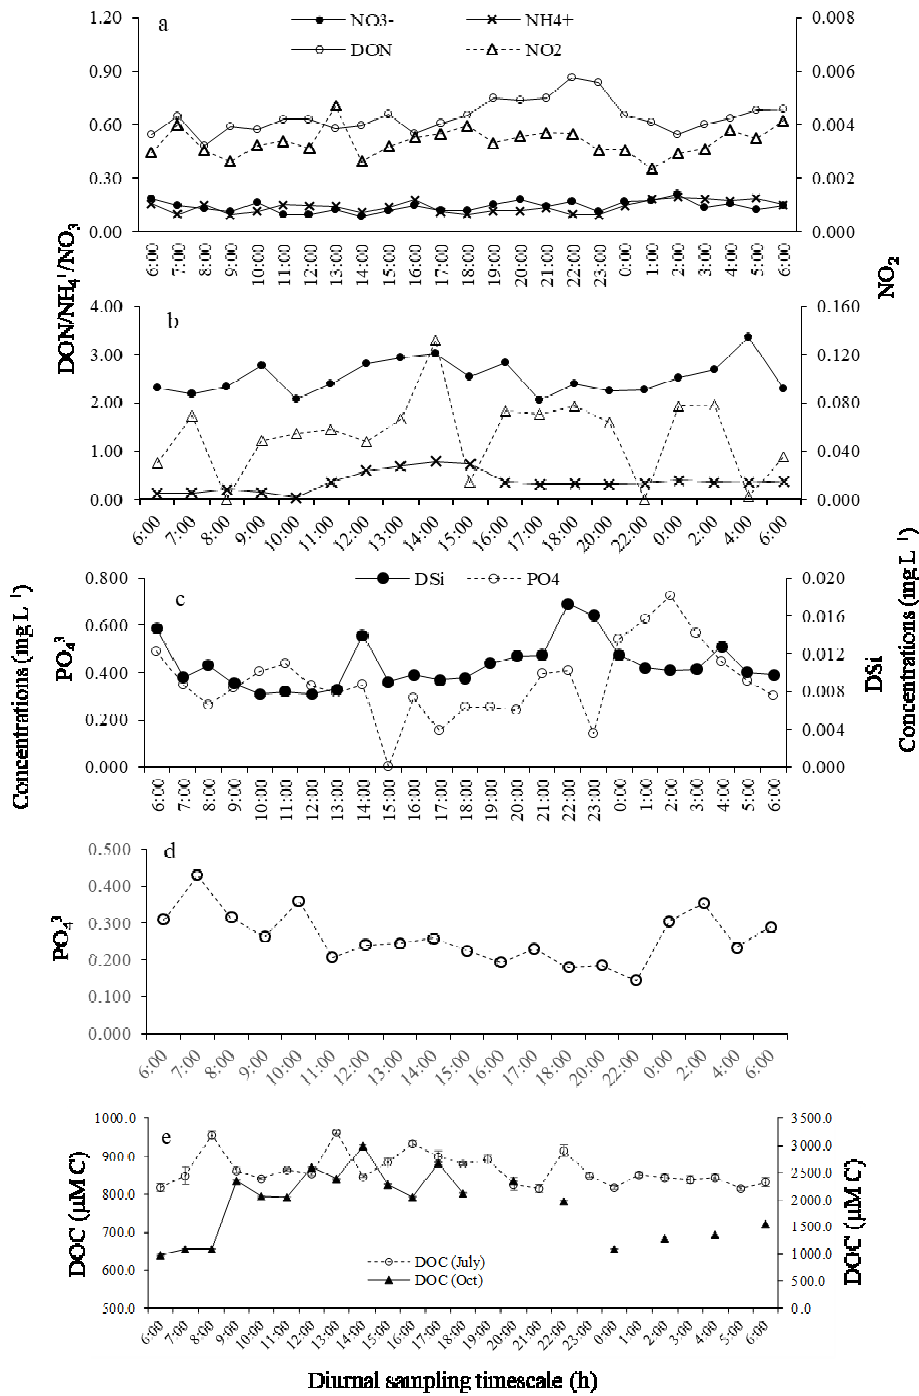 a
NO3- NH4+
DON NO2
1.20 0.008
0.90 0.006
0.60 0.004
0.30 0.002
0.00 0.000
6:00 7:00 8:00 9:00 10:00 11:00 12:00 13:00 14:00 15:00 16:00 17:00 18:00 19:00 20:00 21:00 22:00 23:00 0:00 1:00 2:00 3:00 4:00 5:00 6:00
DON/NH4+/NO3
NO2
b
4.00 0.160
3.00 0.120
2.00 0.080
1.00 0.040
0.00 0.000
6:00 7:00 8:00 9:00 10:00 11:00 12:00 13:00 14:00 15:00 16:00 17:00 18:00 20:00 22:00 0:00 2:00 4:00 6:00
Concentrations (mg L-1)
Concentrations (mg L-1)
c
DSi PO4
0.800 0.020
0.600 0.016
0.400 0.012
0.200 0.008
0.000 0.004
0.000
PO43
DSi
6:00 7:00 8:00 9:00 10:00 11:00 12:00 13:00 14:00 15:00 16:00 17:00 18:00 19:00 20:00 21:00 22:00 23:00 0:00 1:00 2:00 3:00 4:00 5:00 6:00
d
0.500
0.400
0.300
0.200
0.100
0.000
PO43
6:00 7:00 8:00 9:00 10:00 11:00 12:00 13:00 14:00 15:00 16:00 17:00 18:00 20:00 22:00 0:00 2:00 4:00 6:00
e
1000.0 3500.0
900.0 3000.0
800.0 2500.0
700.0 2000.0
600.0 1500.0
500.0 1000.0
500.0
0.0
DOC (µM C)
DOC (µM C)
DOC (July)
DOC (Oct)
6:00 7:00 8:00 9:00 10:00 11:00 12:00 13:00 14:00 15:00 16:00 17:00 18:00 19:00 20:00 21:00 22:00 23:00 0:00 1:00 2:00 3:00 4:00 5:00 6:00
Diurnal sampling timescale (h)